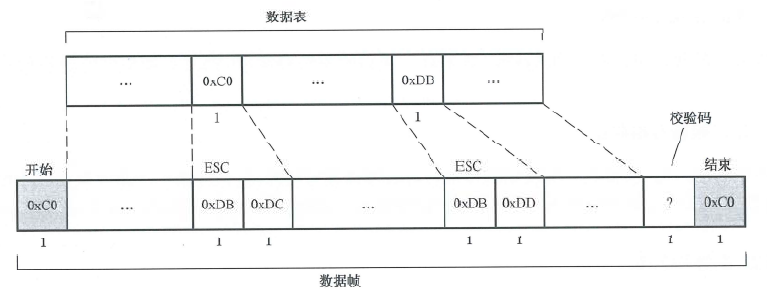 数据表
... 0xC0 ... 0xDB ...
1 1
校验码
开始 ESC ESC 结束
0xC0 ... 0xDB 0xDC ... 0xDB 0xDD ... ? 0xC0
1 1 1 1 1 1 1
数据帧